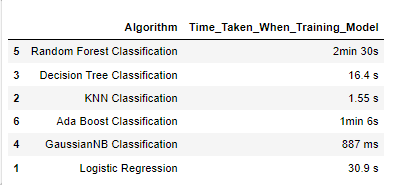 Algorithm Time_Taken_When_Training_Model
5 Random Forest Classification 2min 30s
3 Decision Tree Classification 16.4 s
2 KNN Classification 1.55 s
6 Ada Boost Classification 1min 6s
4 GaussianNB Classification 887 ms
1 Logistic Regression 30.9 s